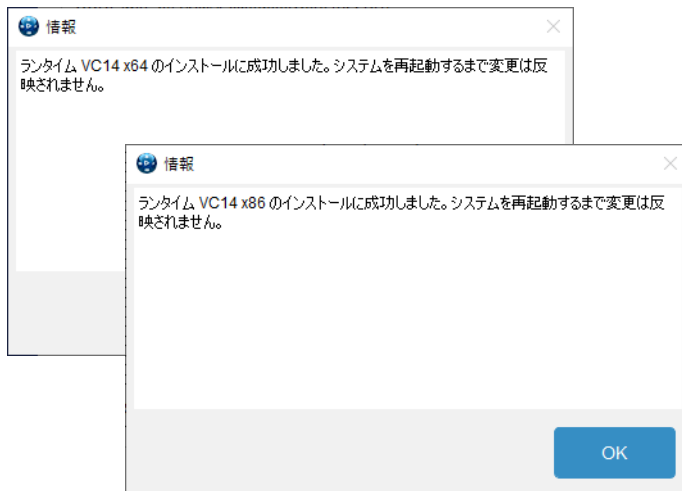 情報
ランタイム VC14 x64 のインストールに成功しました。システムを再起動するまで変更は反
映されません。
情報
ランタイム VC14 x86 のインストールに成功しました。システムを再起動するまで変更は反
映されません。
OK